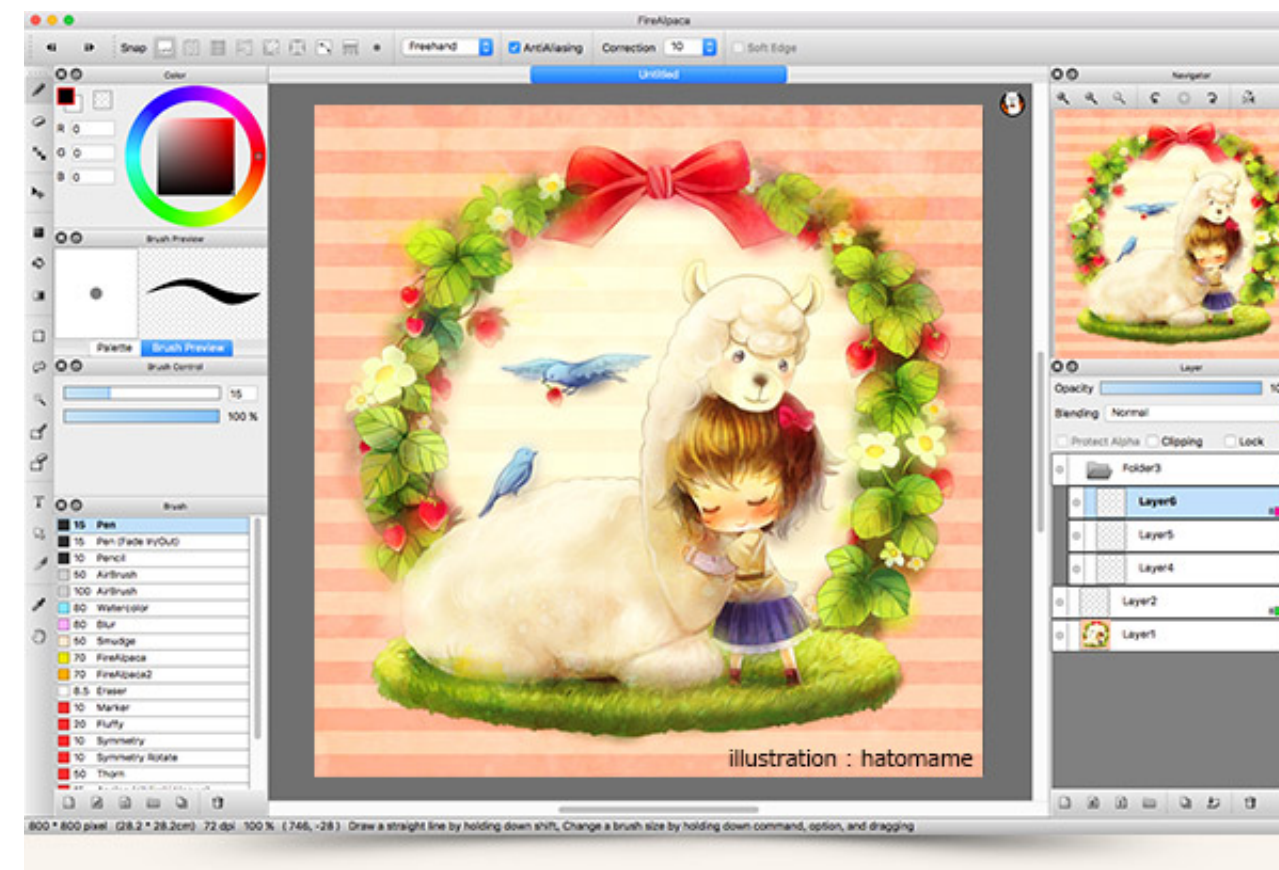 FireAlpaca
Snap Freehand AntiAliasing Correction 10 Soft Edge
Color
Untitled
Navigator
R 0
G 0
B 0
Brush Preview
Palette Brush Preview
Brush Control
15
100 %
Brush
15 Pen
15 Pen (Fade In/Out)
10 Pencil
50 AirBrush
100 AirBrush
80 Watercolor
80 Blur
50 Smudge
70 FireAlpaca
70 FireAlpaca2
8.5 Eraser
10 Marker
20 Fluffy
10 Symmetry
10 Symmetry Rotate
50 Thorn
Layer
Opacity
Blending Normal
Protect Alpha Clipping Lock
Folder3
Layer6
Layer5
Layer4
Layer2
Layer1
illustration : hatomame
800 * 800 pixel (28.2 * 28.2cm) 72 dpi 100 % ( 746, -28 ) Draw a straight line by holding down shift, Change a brush size by holding down command, option, and dragging